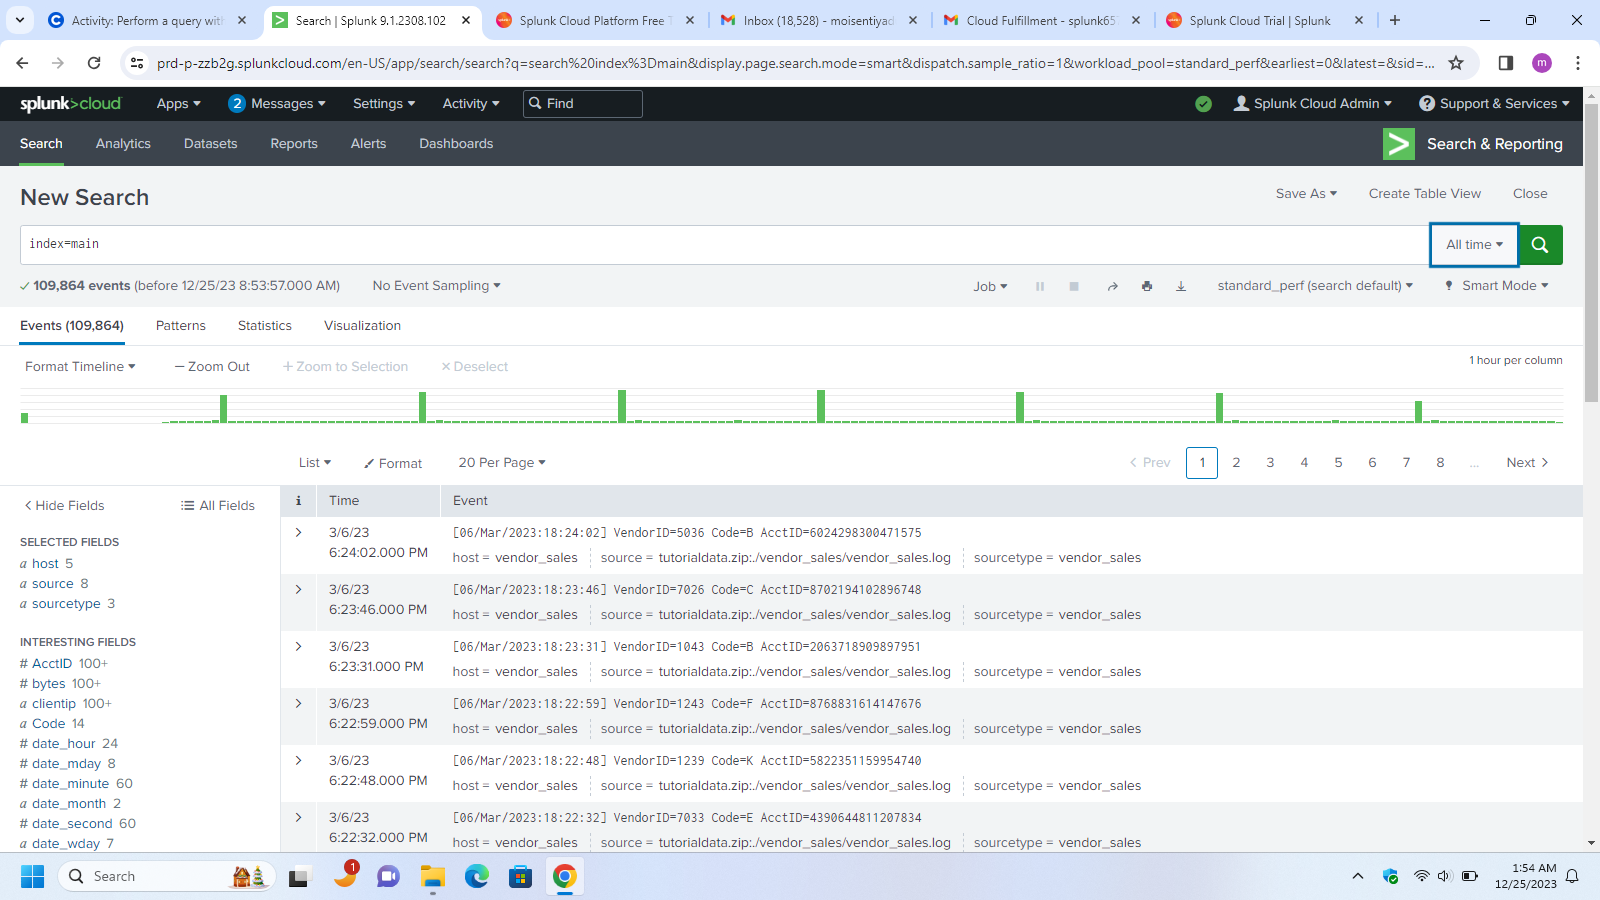 Activity: Perform a query with
Search | Splunk 9.1.2308.102
Splunk Cloud Platform Free T
Inbox (18,528) - moisentiyad
Cloud Fulfillment - splunk65
Splunk Cloud Trial | Splunk
prd-p-zzb2g.splunkcloud.com/en-US/app/search/search?q=search%20index%3Dmain&display.page.search.mode=smart&dispatch.sample_ratio=1&workload_pool=standard_perf&earliest=0&latest=&sid=...
m
splunk>cloud Apps 2 Messages Settings Activity Find Splunk Cloud Admin ? Support & Services
Search Analytics Datasets Reports Alerts Dashboards > Search & Reporting
New Search Save As Create Table View Close
index=main All time
109,864 events (before 12/25/23 8:53:57.000 AM) No Event Sampling Job standard_perf (search default) Smart Mode
Events (109,864) Patterns Statistics Visualization
Format Timeline — Zoom Out + Zoom to Selection × Deselect 1 hour per column
List Format 20 Per Page < Prev 1 2 3 4 5 6 7 8 ... Next >
< Hide Fields All Fields
SELECTED FIELDS
a host 5
a source 8
a sourcetype 3
INTERESTING FIELDS
# AcctID 100+
# bytes 100+
a clientip 100+
a Code 14
# date_hour 24
# date_mday 8
# date_minute 60
a date_month 2
# date_second 60
a date_wday 7
i Time Event
> 3/6/23 [06/Mar/2023:18:24:02] VendorID=5036 Code=B AcctID=6024298300471575
6:24:02.000 PM host = vendor_sales source = tutorialdata.zip:./vendor_sales/vendor_sales.log sourcetype = vendor_sales
> 3/6/23 [06/Mar/2023:18:23:46] VendorID=7026 Code=C AcctID=8702194102896748
6:23:46.000 PM host = vendor_sales source = tutorialdata.zip:./vendor_sales/vendor_sales.log sourcetype = vendor_sales
> 3/6/23 [06/Mar/2023:18:23:31] VendorID=1043 Code=B AcctID=2063718909897951
6:23:31.000 PM host = vendor_sales source = tutorialdata.zip:./vendor_sales/vendor_sales.log sourcetype = vendor_sales
> 3/6/23 [06/Mar/2023:18:22:59] VendorID=1243 Code=F AcctID=8768831614147676
6:22:59.000 PM host = vendor_sales source = tutorialdata.zip:./vendor_sales/vendor_sales.log sourcetype = vendor_sales
> 3/6/23 [06/Mar/2023:18:22:48] VendorID=1239 Code=K AcctID=5822351159954740
6:22:48.000 PM host = vendor_sales source = tutorialdata.zip:./vendor_sales/vendor_sales.log sourcetype = vendor_sales
> 3/6/23 [06/Mar/2023:18:22:32] VendorID=7033 Code=E AcctID=4390644811207834
6:22:32.000 PM host = vendor_sales source = tutorialdata.zip:./vendor_sales/vendor_sales.log sourcetype = vendor_sales
Search 1
1:54 AM
12/25/2023